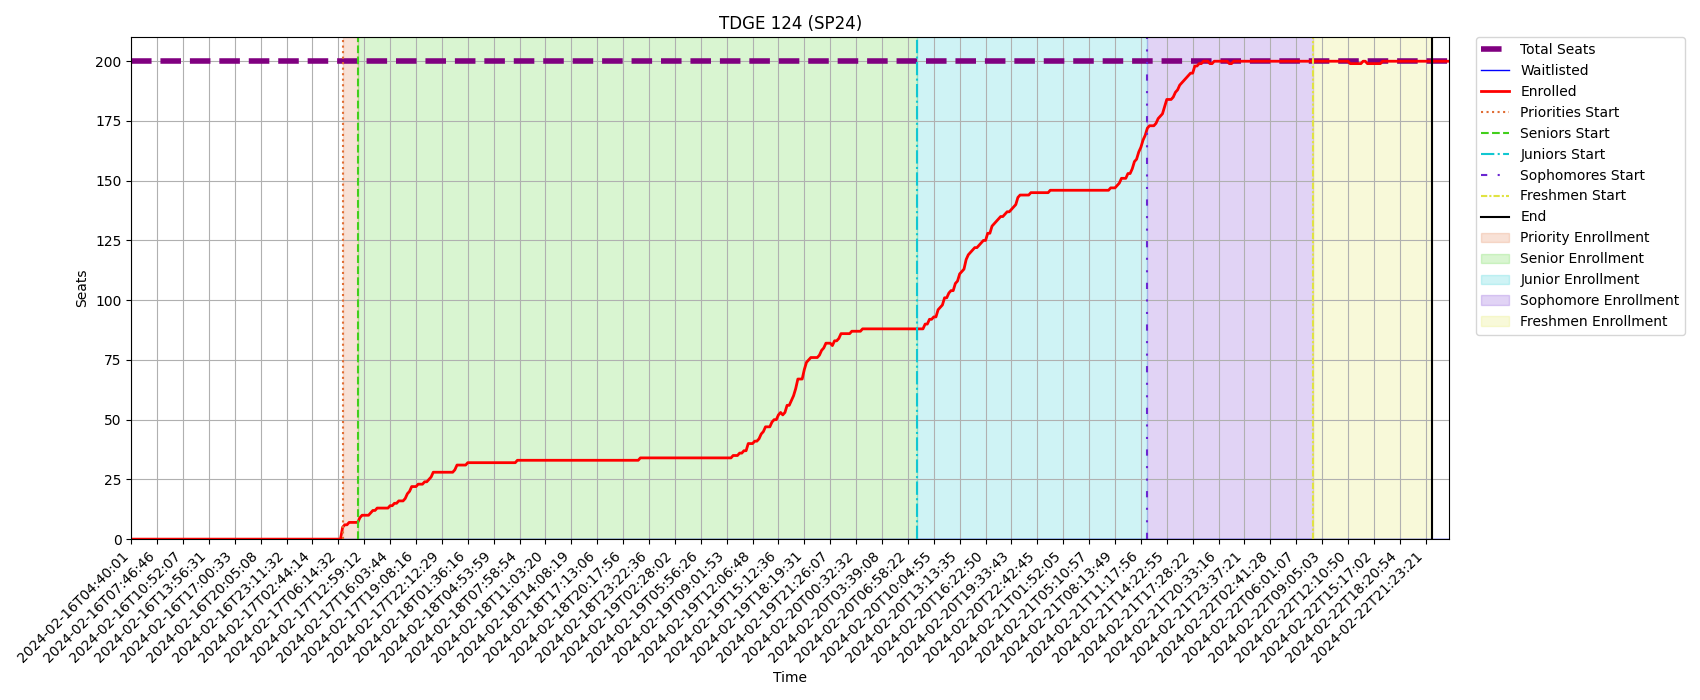 TDGE 124 (SP24)
Seats
200
175
150
125
100
75
50
25
0
2024-02-16T04:40:01
2024-02-16T07:46:46
2024-02-16T10:52:07
2024-02-16T13:56:31
2024-02-16T17:00:33
2024-02-16T20:05:08
2024-02-16T23:11:32
2024-02-17T02:44:14
2024-02-17T06:14:32
2024-02-17T12:59:12
2024-02-17T16:03:44
2024-02-17T19:08:16
2024-02-17T22:12:29
2024-02-18T01:36:16
2024-02-18T04:53:59
2024-02-18T07:58:54
2024-02-18T11:03:20
2024-02-18T14:08:19
2024-02-18T17:13:06
2024-02-18T20:17:56
2024-02-18T23:22:36
2024-02-19T02:28:02
2024-02-19T05:56:26
2024-02-19T09:01:53
2024-02-19T12:06:48
2024-02-19T15:12:36
2024-02-19T18:19:31
2024-02-19T21:26:07
2024-02-20T00:32:32
2024-02-20T03:39:08
2024-02-20T06:58:22
2024-02-20T10:04:55
2024-02-20T13:13:35
2024-02-20T16:22:50
2024-02-20T19:33:43
2024-02-20T22:42:45
2024-02-21T01:52:05
2024-02-21T05:10:57
2024-02-21T08:13:49
2024-02-21T11:17:56
2024-02-21T14:22:55
2024-02-21T17:28:22
2024-02-21T20:33:16
2024-02-21T23:37:21
2024-02-22T02:41:28
2024-02-22T06:01:07
2024-02-22T09:05:03
2024-02-22T12:10:50
2024-02-22T15:17:02
2024-02-22T18:20:54
2024-02-22T21:23:21
Time
Total Seats
Waitlisted
Enrolled
Priorities Start
Seniors Start
Juniors Start
Sophomores Start
Freshmen Start
End
Priority Enrollment
Senior Enrollment
Junior Enrollment
Sophomore Enrollment
Freshmen Enrollment